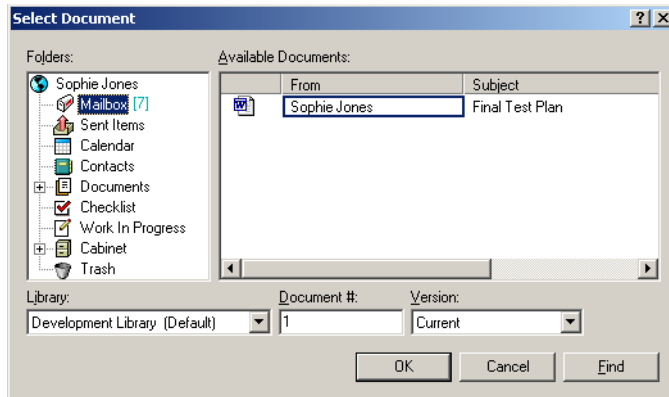 Select Document
Folders:
Available Documents:
Sophie Jones
Mailbox [7]
Sent Items
Calendar
Contacts
Documents
Checklist
Work In Progress
Cabinet
Trash
From Subject
Sophie Jones Final Test Plan
Library: Document #: Version:
Development Library (Default) 1 Current
OK Cancel Find